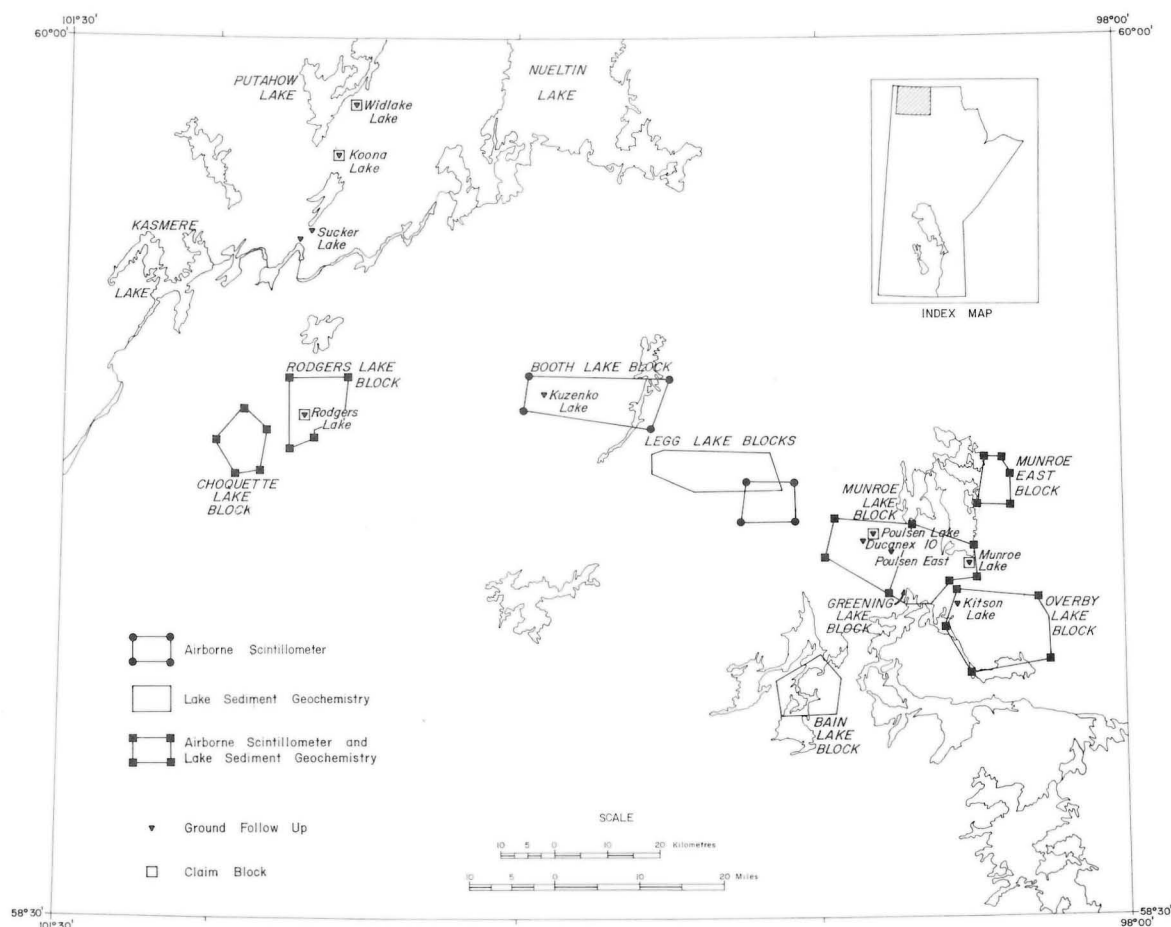 101°30'
60°00'
98°00'
60°00'
PUTAHOW
LAKE
NUELTIN
LAKE
Widlake
Lake
Koona
Lake
Sucker
Lake
KASMERE
LAKE
INDEX MAP
RODGERS LAKE
BLOCK
Rodgers
Lake
CHOQUETTE
LAKE
BLOCK
BOOTH LAKE BLOCK
Kuzenko
Lake
LEGG LAKE BLOCKS
MUNROE
EAST
BLOCK
MUNROE
LAKE
BLOCK
Poulsen Lake
Ducanex 10
Poulsen East
Munroe
Lake
GREENING
LAKE
BLOCK
Kitson
Lake
OVERBY
LAKE
BLOCK
BAIN
LAKE
BLOCK
Airborne Scintillometer
Lake Sediment Geochemistry
Airborne Scintillometer and
Lake Sediment Geochemistry
Ground Follow Up
Claim Block
SCALE
10 5 0 10 20 Kilometres
10 5 0 10 20 Miles
58°30'
101°30'
58°30'
98°00'